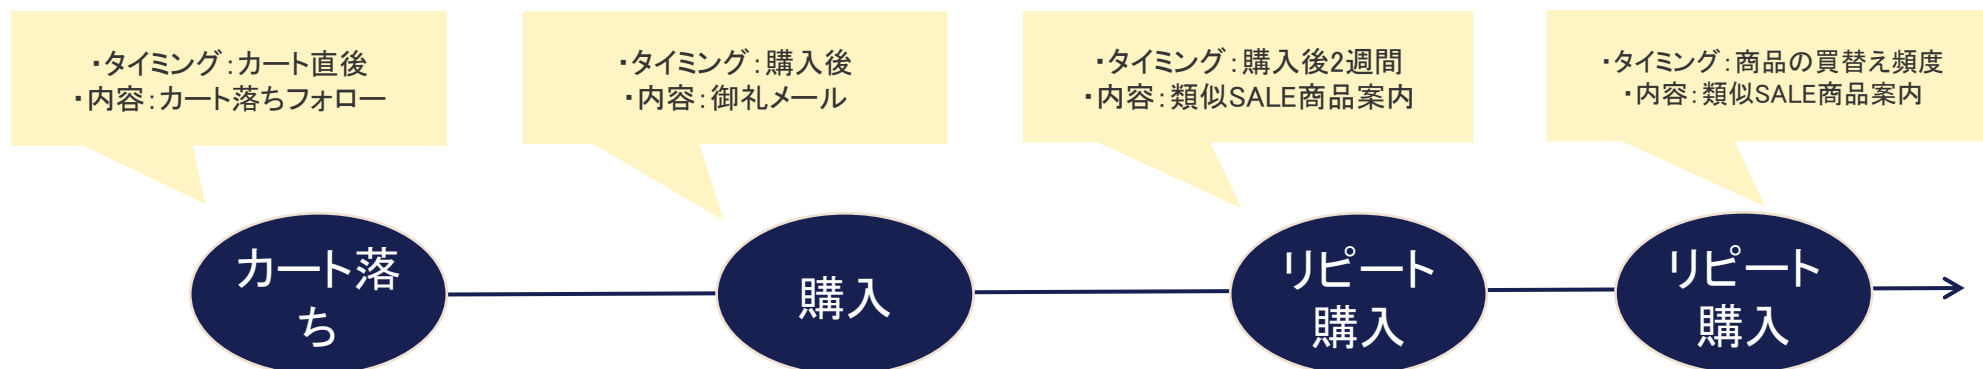 ・タイミング：カート直後
・内容：カート落ちフォロー
・タイミング：購入後
・内容：御礼メール
・タイミング：購入後2週間
・内容：類似SALE商品案内
・タイミング：商品の買替え頻度
・内容：類似SALE商品案内
カート落
ち
購入
リピート
購入
リピート
購入